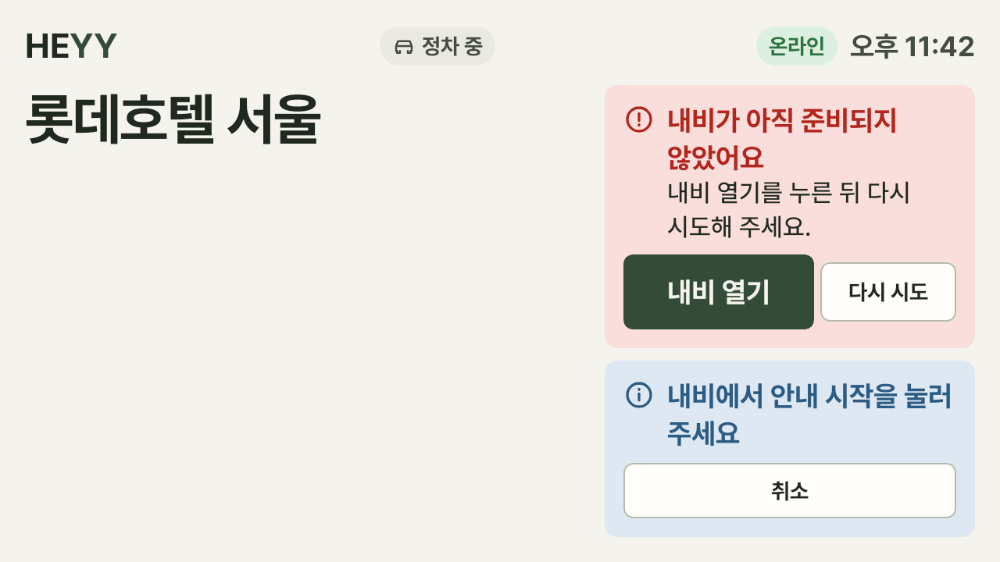 HEYY
정차 중
온라인
오후 11:42
롯데호텔 서울
내비가 아직 준비되지
않았어요
내비 열기를 누른 뒤 다시
시도해 주세요.
내비 열기
다시 시도
내비에서 안내 시작을 눌러
주세요
취소